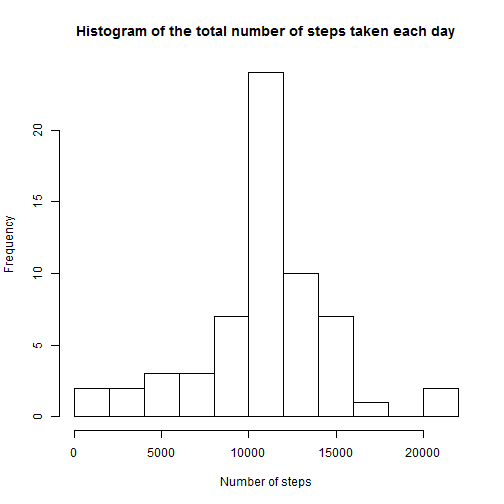 Histogram of the total number of steps taken each day
Frequency
20
15
10
5
0
0 5000 10000 15000 20000
Number of steps